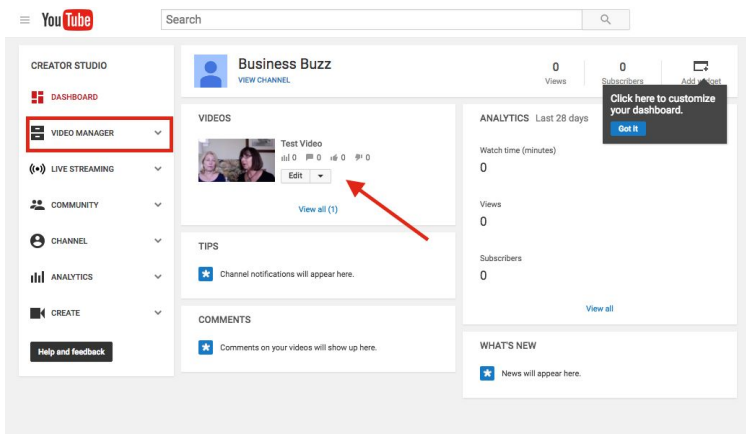 YouTube
Search
CREATOR STUDIO
DASHBOARD
VIDEO MANAGER
LIVE STREAMING
COMMUNITY
CHANNEL
ANALYTICS
CREATE
Help and feedback
Business Buzz
VIEW CHANNEL
0 Views
0 Subscribers
Add widget
Click here to customize
your dashboard.
Got it
VIDEOS
Test Video
0 0 0 0
Edit
View all (1)
TIPS
Channel notifications will appear here.
COMMENTS
Comments on your videos will show up here.
ANALYTICS Last 28 days
Watch time (minutes)
0
Views
0
Subscribers
0
View all
WHAT'S NEW
News will appear here.